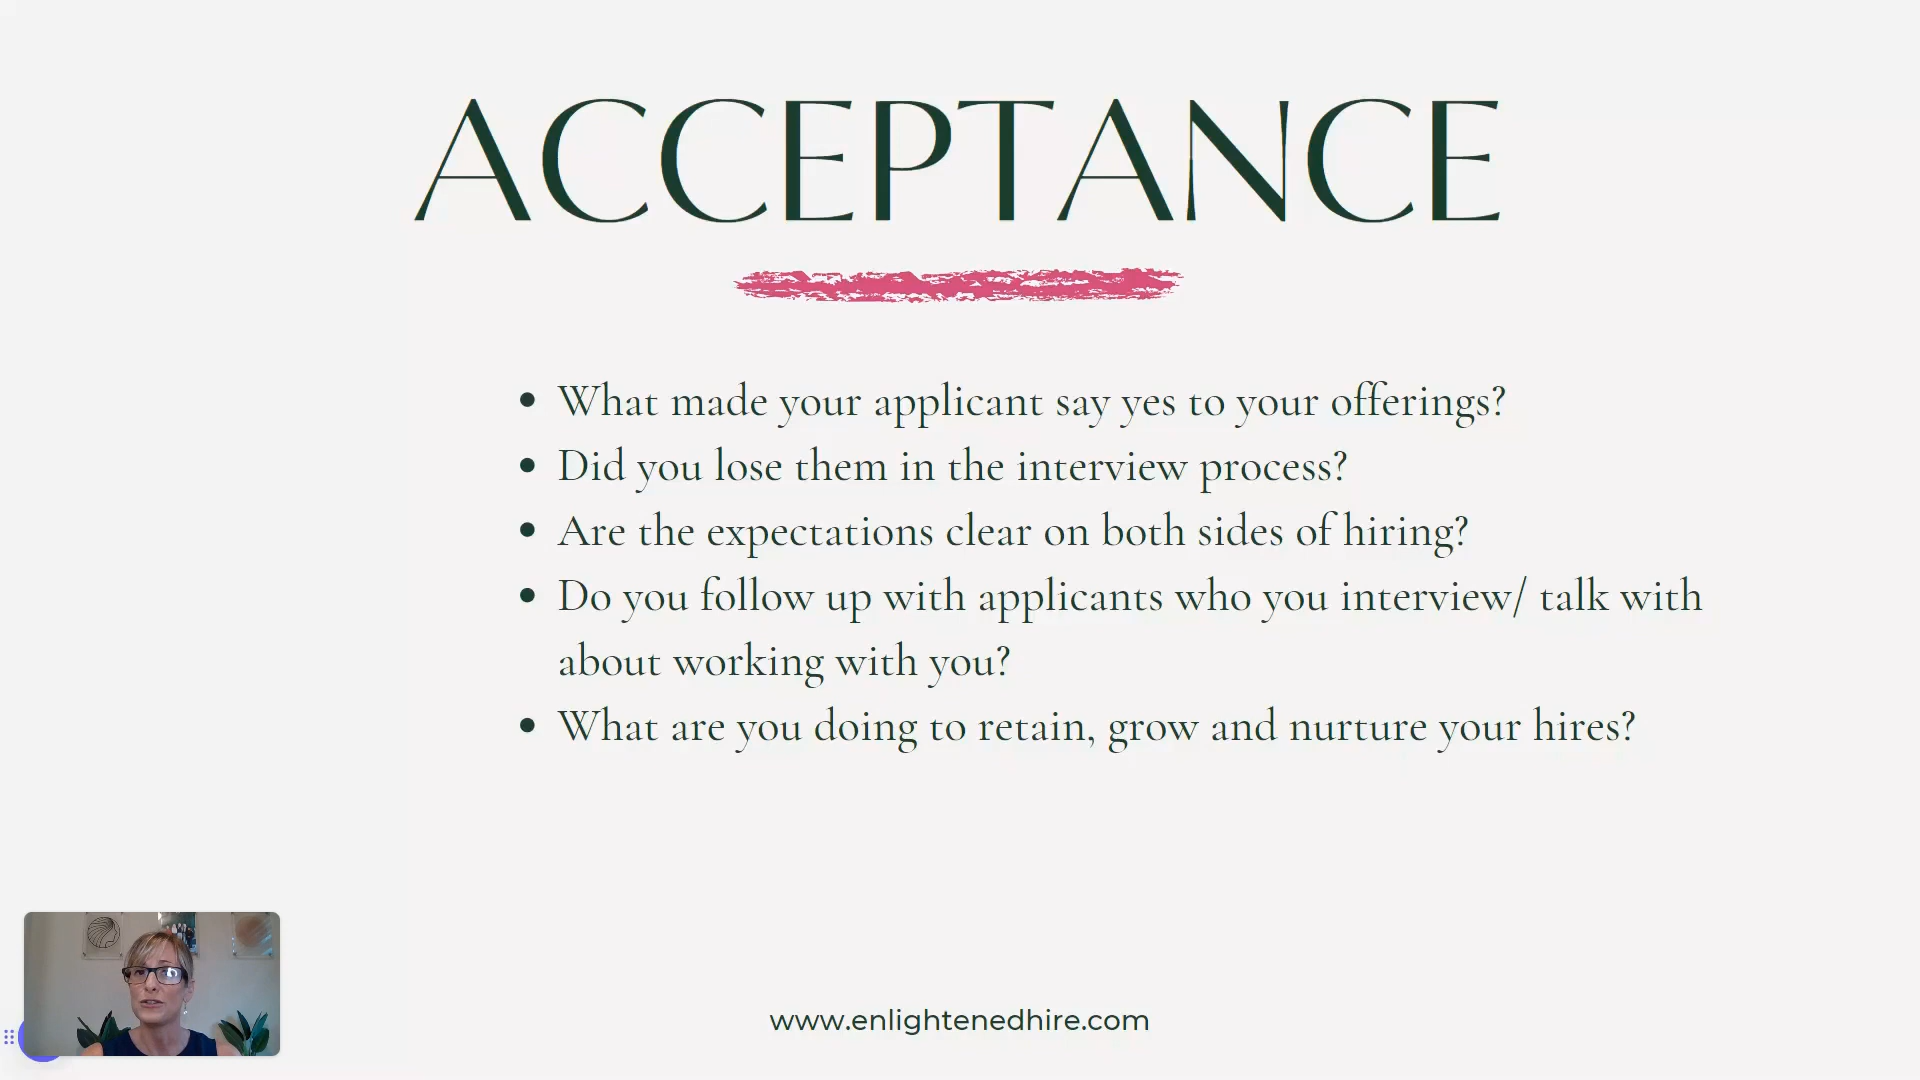 ACCEPTANCE
• What made your applicant say yes to your offerings?
• Did you lose them in the interview process?
• Are the expectations clear on both sides of hiring?
• Do you follow up with applicants who you interview/ talk with
about working with you?
• What are you doing to retain, grow and nurture your hires?
www.enlightenedhire.com